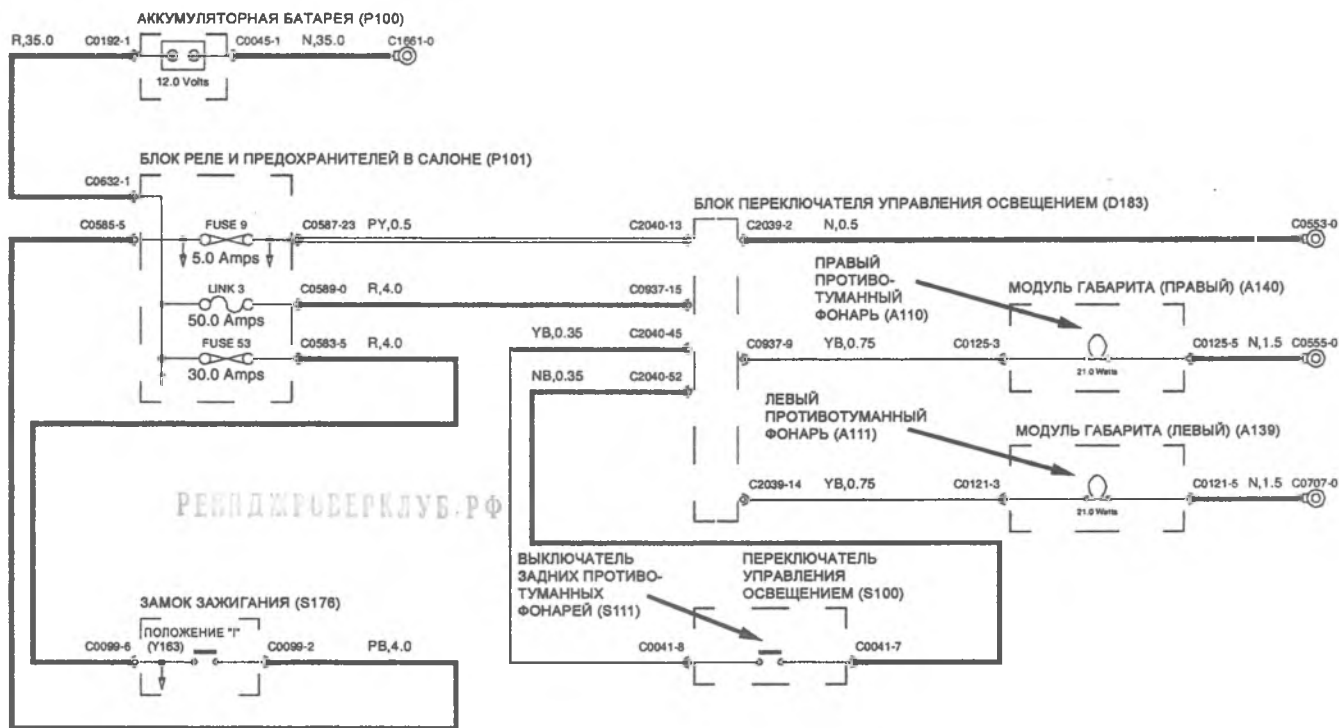 АККУМУЛЯТОРНАЯ БАТАРЕЯ (P100)
R,35.0 C0192-1 C0045-1 N,35.0 C1661-0
12.0 Volts
БЛОК РЕЛЕ И ПРЕДОХРАНИТЕЛЕЙ В САЛОНЕ (P101)
C0632-1
БЛОК ПЕРЕКЛЮЧАТЕЛЯ УПРАВЛЕНИЯ ОСВЕЩЕНИЕМ (D183)
C0585-5 FUSE 9 C0587-23 PY,0.5 C2040-13 C2039-2 N,0.5 C0553-0
5.0 Amps
ПРАВЫЙ
ПРОТИВО-
ТУМАННЫЙ
ФОНАРЬ (A110)
МОДУЛЬ ГАБАРИТА (ПРАВЫЙ) (A140)
LINK 3 C0589-0 R,4.0 C0937-15
50.0 Amps
YB,0.35 C2040-45
FUSE 53 C0583-5 R,4.0 C0937-9 YB,0.75 C0125-3 C0125-5 N,1.5 C0555-0
30.0 Amps
21.0 Watts
NB,0.35 C2040-52
ЛЕВЫЙ
ПРОТИВОТУМАННЫЙ
ФОНАРЬ (A111)
МОДУЛЬ ГАБАРИТА (ЛЕВЫЙ) (A139)
C2039-14 YB,0.75 C0121-3 C0121-5 N,1.5 C0707-0
21.0 Watts
РЕНДЖРОВЕРКЛУБ.РФ
ВЫКЛЮЧАТЕЛЬ
ЗАДНИХ ПРОТИВО-
ТУМАННЫХ
ФОНАРЕЙ (S111)
ПЕРЕКЛЮЧАТЕЛЬ
УПРАВЛЕНИЯ
ОСВЕЩЕНИЕМ (S100)
ЗАМОК ЗАЖИГАНИЯ (S176)
ПОЛОЖЕНИЕ "I"
(Y163)
C0099-6 C0099-2 PB,4.0 C0041-8 C0041-7